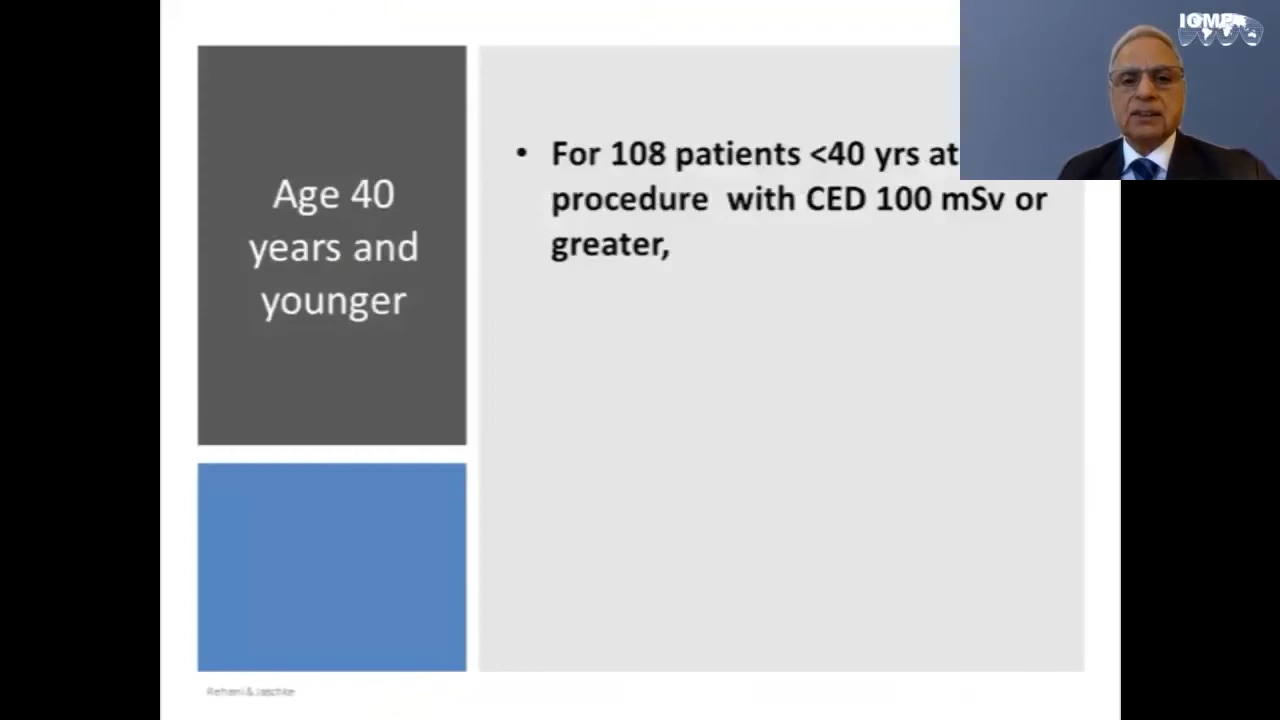 IOMP
Age 40
years and
younger
• For 108 patients <40 yrs at
procedure with CED 100 mSv or
greater,
Rehani & Jaschke